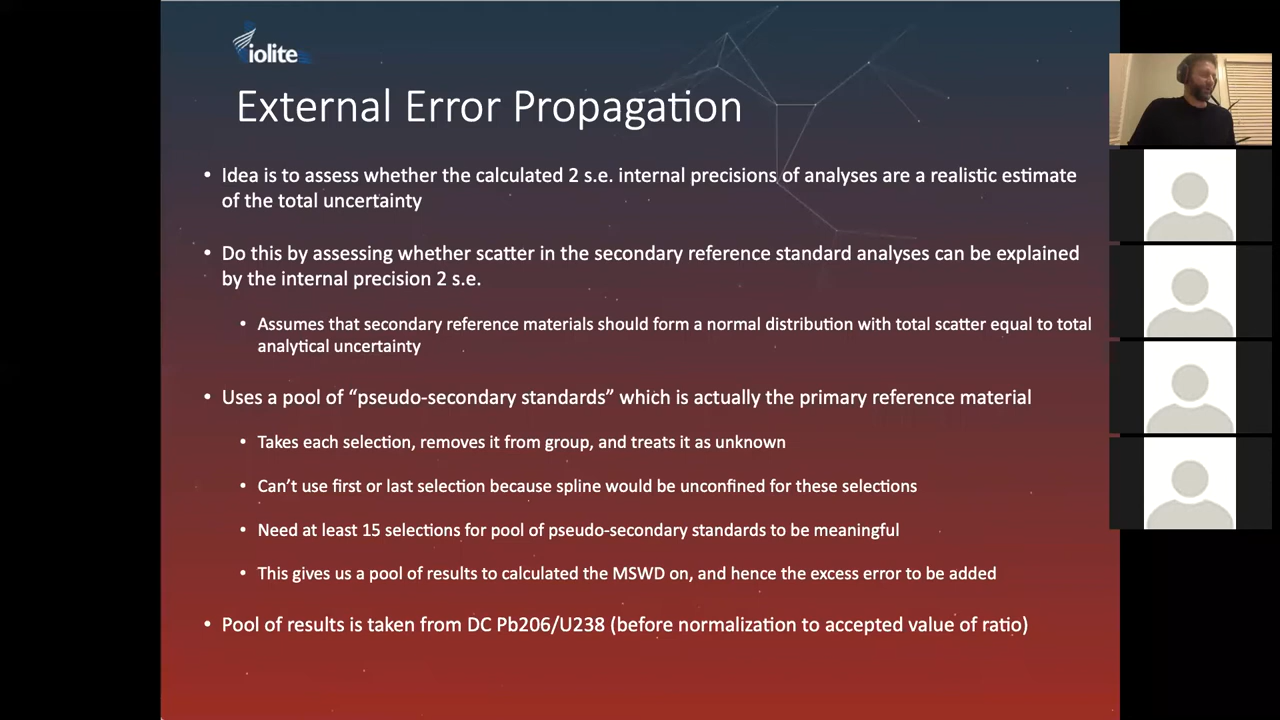 iolite
External Error Propagation
• Idea is to assess whether the calculated 2 s.e. internal precisions of analyses are a realistic estimate
of the total uncertainty
• Do this by assessing whether scatter in the secondary reference standard analyses can be explained
by the internal precision 2 s.e.
• Assumes that secondary reference materials should form a normal distribution with total scatter equal to total
analytical uncertainty
• Uses a pool of “pseudo-secondary standards” which is actually the primary reference material
• Takes each selection, removes it from group, and treats it as unknown
• Can’t use first or last selection because spline would be unconfined for these selections
• Need at least 15 selections for pool of pseudo-secondary standards to be meaningful
• This gives us a pool of results to calculated the MSWD on, and hence the excess error to be added
• Pool of results is taken from DC Pb206/U238 (before normalization to accepted value of ratio)